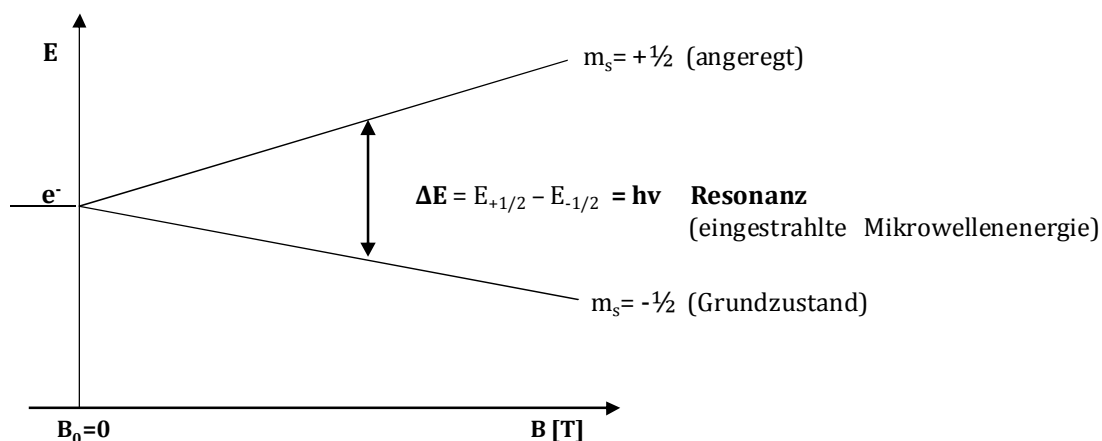 E
mₛ= +½ (angeregt)
e⁻
ΔE = E₊₁/₂ – E₋₁/₂ = hν Resonanz
(eingestrahlte Mikrowellenenergie)
mₛ= -½ (Grundzustand)
B₀=0
B [T]